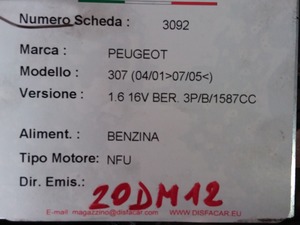 Numero Scheda : 3092
Marca : PEUGEOT
Modello : 307 (04/01>07/05<)
Versione : 1.6 16V BER. 3P/B/1587CC
Aliment. : BENZINA
Tipo Motore: NFU
Dir. Emis.:
20DM12
E-mail: magazzino@disfacar.com WWW.DISFACAR.EU